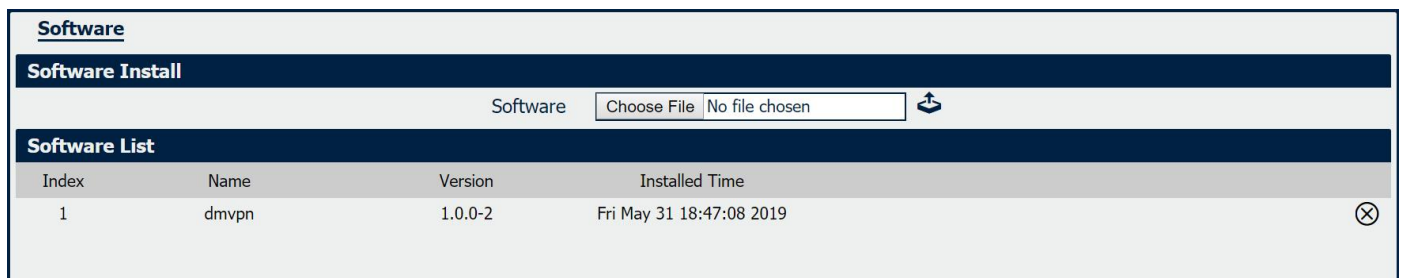 Software
Software Install
Software Choose File No file chosen
Software List
Index Name Version Installed Time
1 dmvpn 1.0.0-2 Fri May 31 18:47:08 2019